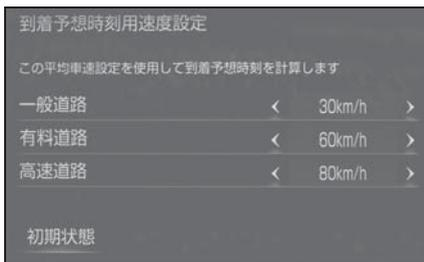 到着予想時刻用速度設定
この平均車速設定を使用して到着予想時刻を計算します
一般道路 < 30km/h >
有料道路 < 60km/h >
高速道路 < 80km/h >
初期状態